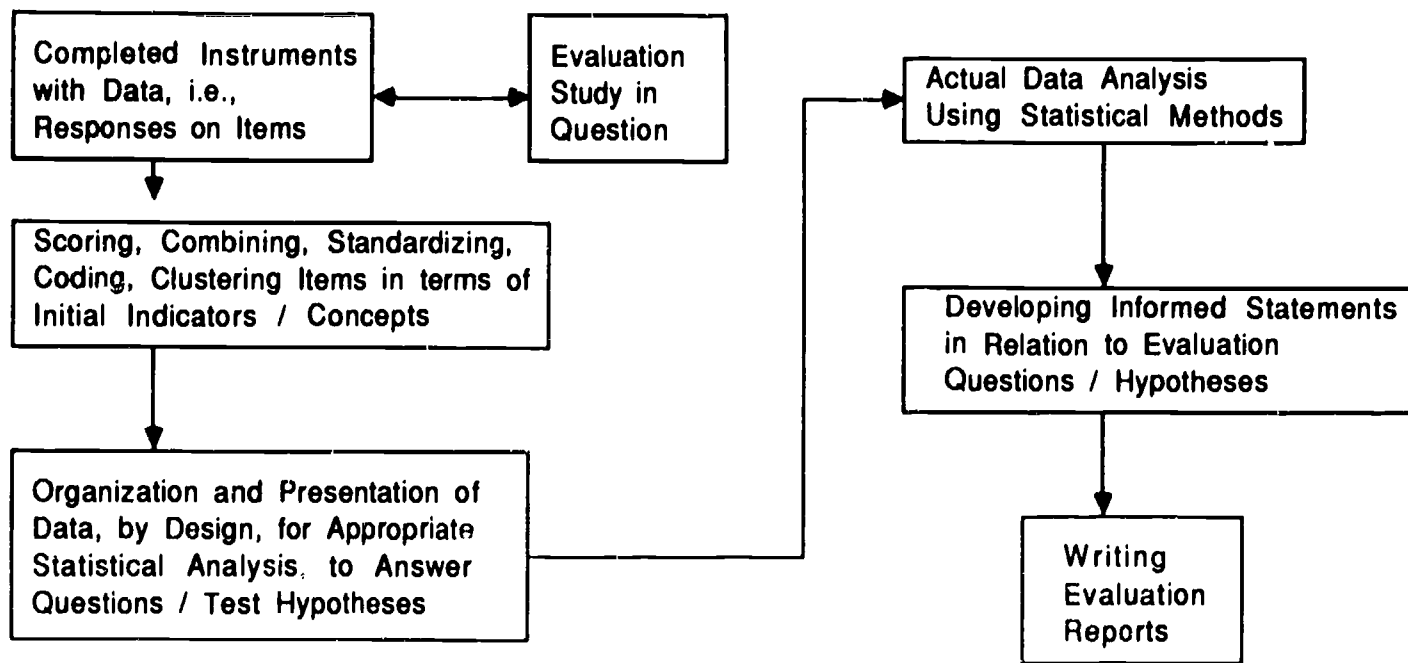 Completed Instruments
with Data, i.e.,
Responses on Items
Evaluation
Study in
Question
Scoring, Combining, Standardizing,
Coding, Clustering Items in terms of
Initial Indicators / Concepts
Organization and Presentation of
Data, by Design, for Appropriate
Statistical Analysis, to Answer
Questions / Test Hypotheses
Actual Data Analysis
Using Statistical Methods
Developing Informed Statements
in Relation to Evaluation
Questions / Hypotheses
Writing
Evaluation
Reports